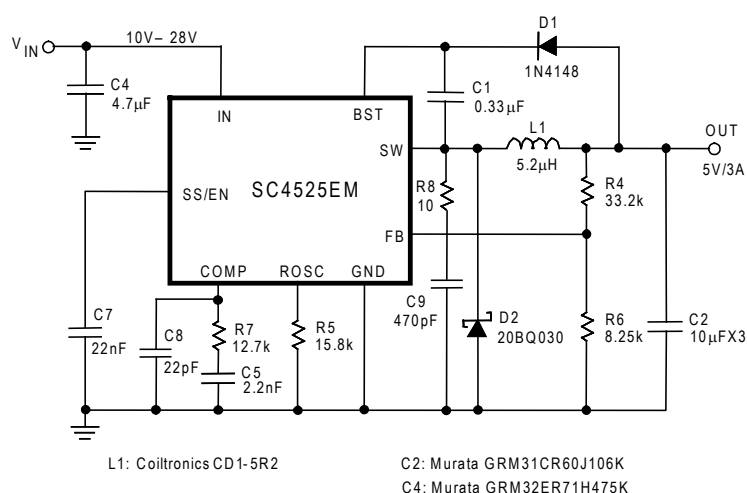 D1
V IN
10V– 28V
1N4148
C4
4.7µF
C1
0.33µF
IN
BST
L1
OUT
SW
5.2µH
5V/3A
R8
10
R4
33.2k
SS/EN
SC4525EM
FB
COMP
ROSC
GND
C7
22nF
C8
22pF
R7
12.7k
R5
15.8k
C9
470pF
D2
20BQ030
R6
8.25k
C2
10µFX3
C5
2.2nF
L1: Coiltronics CD1-5R2
C2: Murata GRM31CR60J106K
C4: Murata GRM32ER71H475K